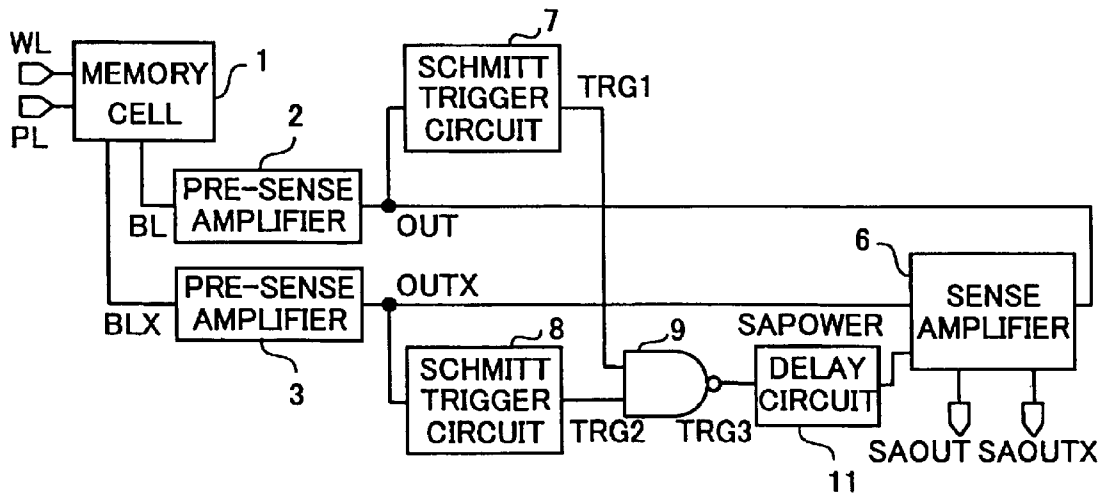 WL
PL
MEMORY
CELL
1
2
PRE-SENSE
AMPLIFIER
BL
OUT
7
SCHMITT
TRIGGER
CIRCUIT
TRG1
PRE-SENSE
AMPLIFIER
BLX
3
OUTX
8
SCHMITT
TRIGGER
CIRCUIT
TRG2
9
TRG3
SAPOWER
DELAY
CIRCUIT
11
6
SENSE
AMPLIFIER
SAOUT
SAOUTX